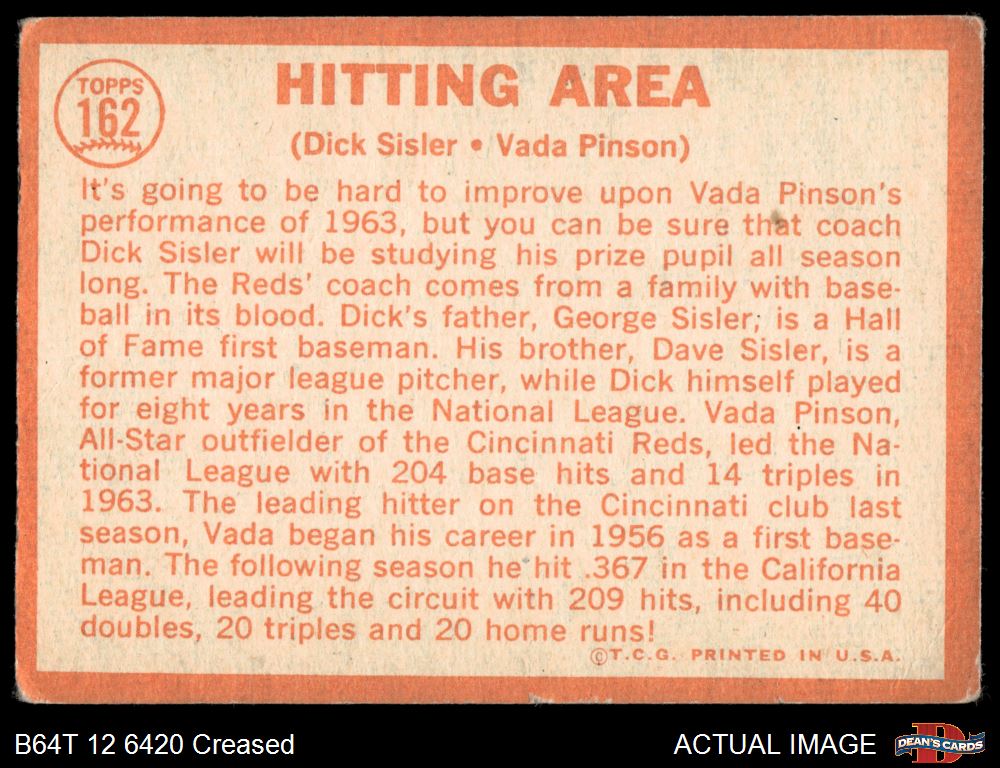 TOPPS
162
HITTING AREA
(Dick Sisler • Vada Pinson)
It's going to be hard to improve upon Vada Pinson's
performance of 1963, but you can be sure that coach
Dick Sisler will be studying his prize pupil all season
long. The Reds' coach comes from a family with base-
ball in its blood. Dick's father, George Sisler, is a Hall
of Fame first baseman. His brother, Dave Sisler, is a
former major league pitcher, while Dick himself played
for eight years in the National League. Vada Pinson,
All-Star outfielder of the Cincinnati Reds, led the Na-
tional League with 204 base hits and 14 triples in
1963. The leading hitter on the Cincinnati club last
season, Vada began his career in 1956 as a first base-
man. The following season he hit .367 in the California
League, leading the circuit with 209 hits, including 40
doubles, 20 triples and 20 home runs!
©T.C.G. PRINTED IN U.S.A.
B64T 12 6420 Creased
ACTUAL IMAGE
D
DEAN'S CARDS